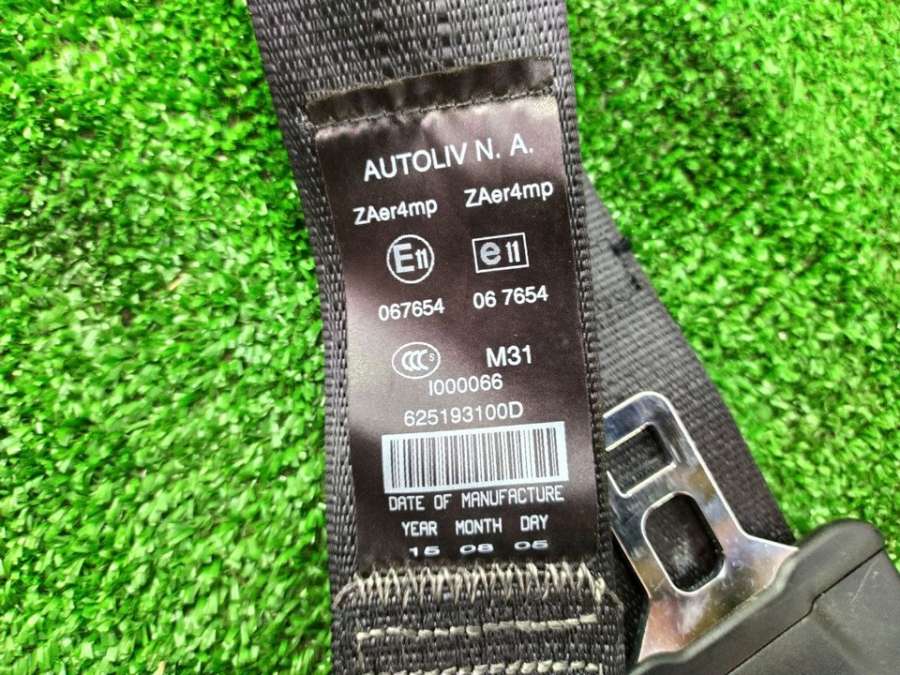 AUTOLIV N. A.
ZAer4mp ZAer4mp
E11 e11
067654 06 7654
CCC S M31
I000066
625193100D
DATE OF MANUFACTURE
YEAR MONTH DAY
15 08 05